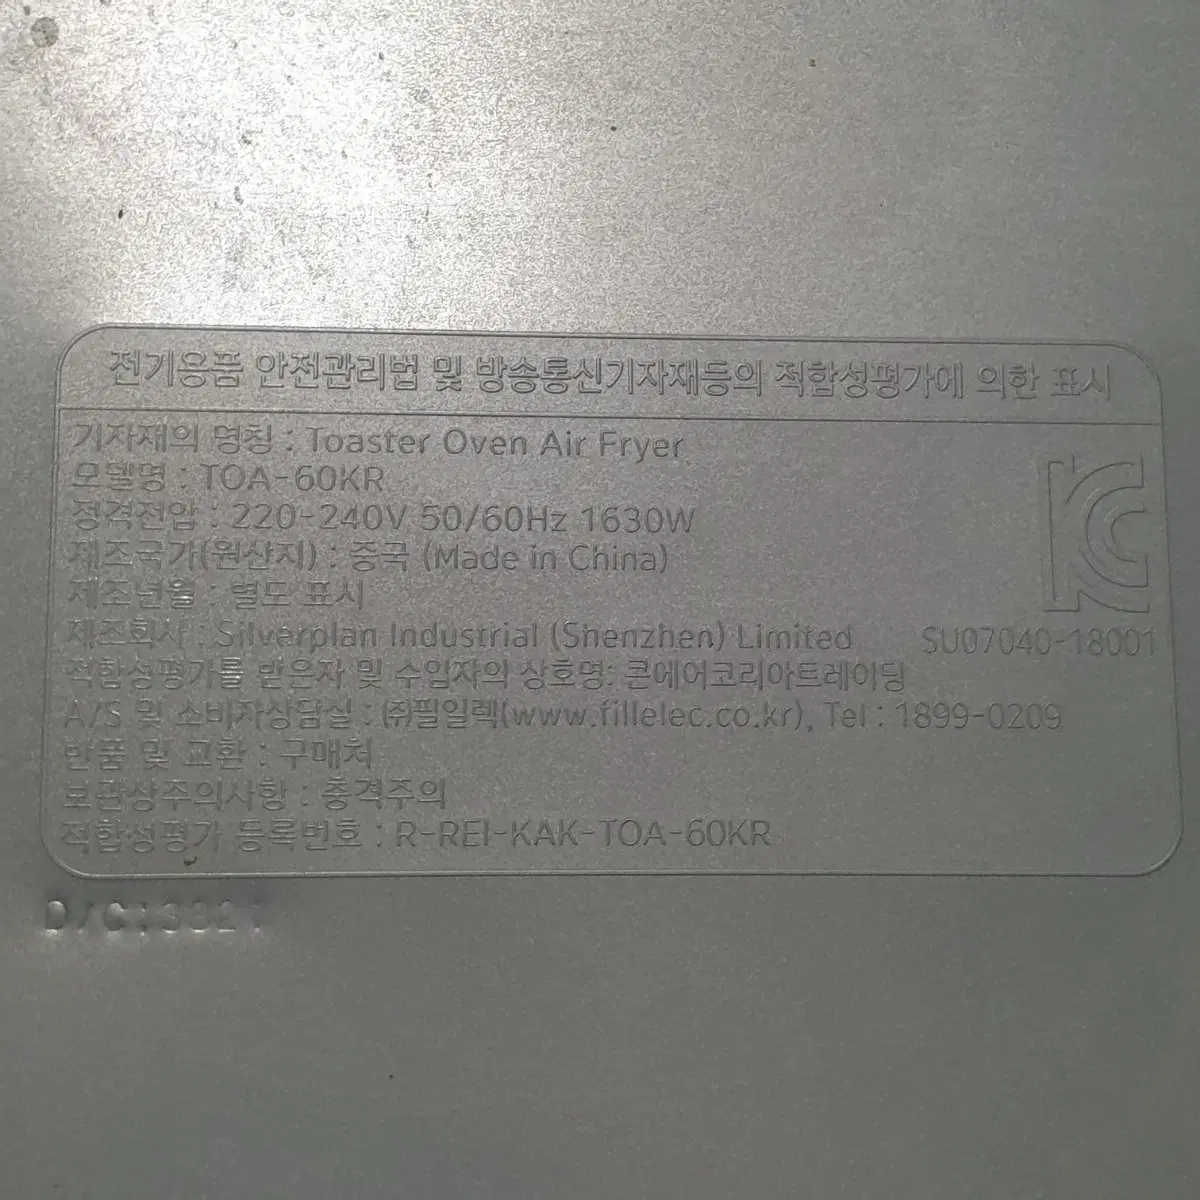 전기용품 안전관리법 및 방송통신기자재등의 적합성평가에 의한 표시
기자재의 명칭 : Toaster Oven Air Fryer
모델명 : TOA-60KR
정격전압 : 220-240V 50/60Hz 1630W
제조국가(원산지) : 중국 (Made in China)
제조년월 : 별도 표시
제조회사 : Silverplan Industrial (Shenzhen) Limited SU07040-18001
적합성평가를 받은자 및 수입자의 상호명: 콘에어코리아트레이딩
A/S 및 소비자상담실 : ㈜필일렉(www.fillelec.co.kr), Tel : 1899-0209
반품 및 교환 : 구매처
보관상주의사항 : 충격주의
적합성평가 등록번호 : R-REI-KAK-TOA-60KR